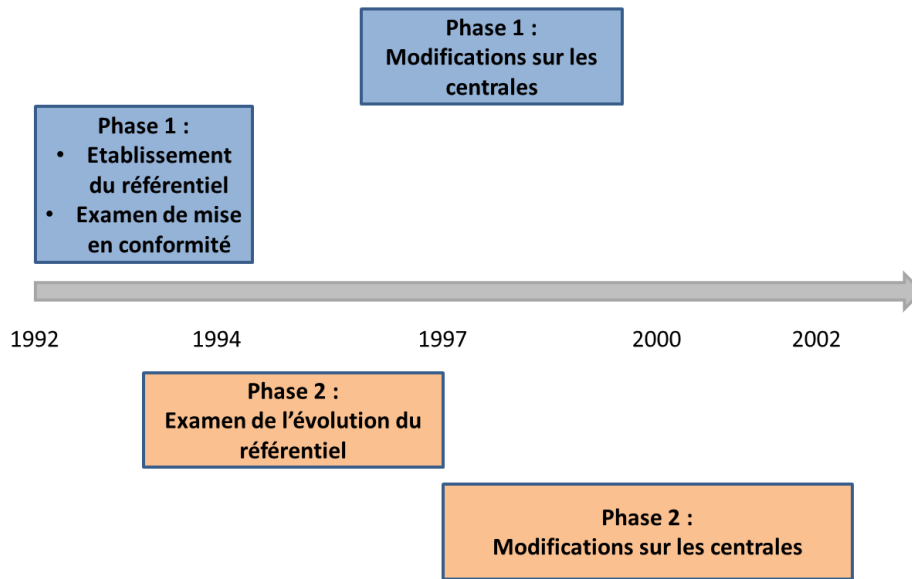 Phase 1 :
Modifications sur les
centrales
Phase 1 :
• Etablissement
du référentiel
• Examen de mise
en conformité
1992 1994 1997 2000 2002
Phase 2 :
Examen de l'évolution du
référentiel
Phase 2 :
Modifications sur les centrales